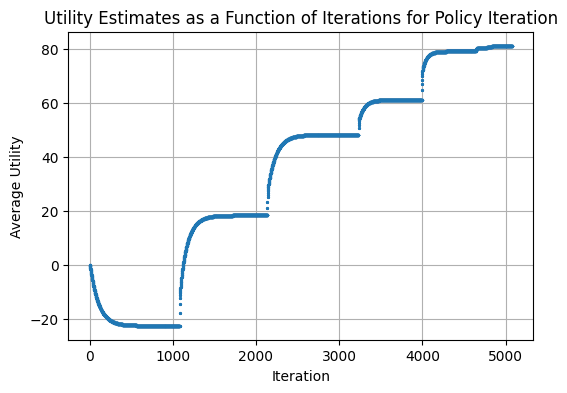 Utility Estimates as a Function of Iterations for Policy Iteration
80
60
40
20
0
−20
Average Utility
0 1000 2000 3000 4000 5000
Iteration